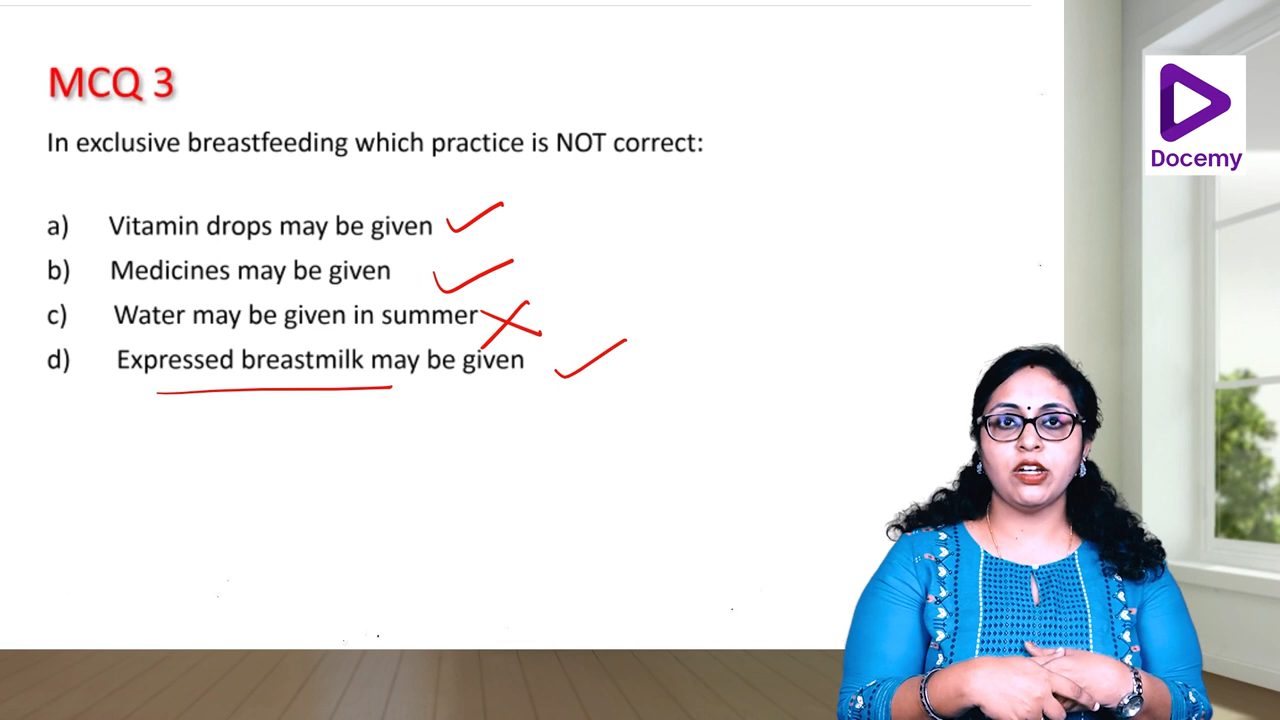 MCQ 3
In exclusive breastfeeding which practice is NOT correct:
a) Vitamin drops may be given
b) Medicines may be given
c) Water may be given in summer
d) Expressed breastmilk may be given
Docemy